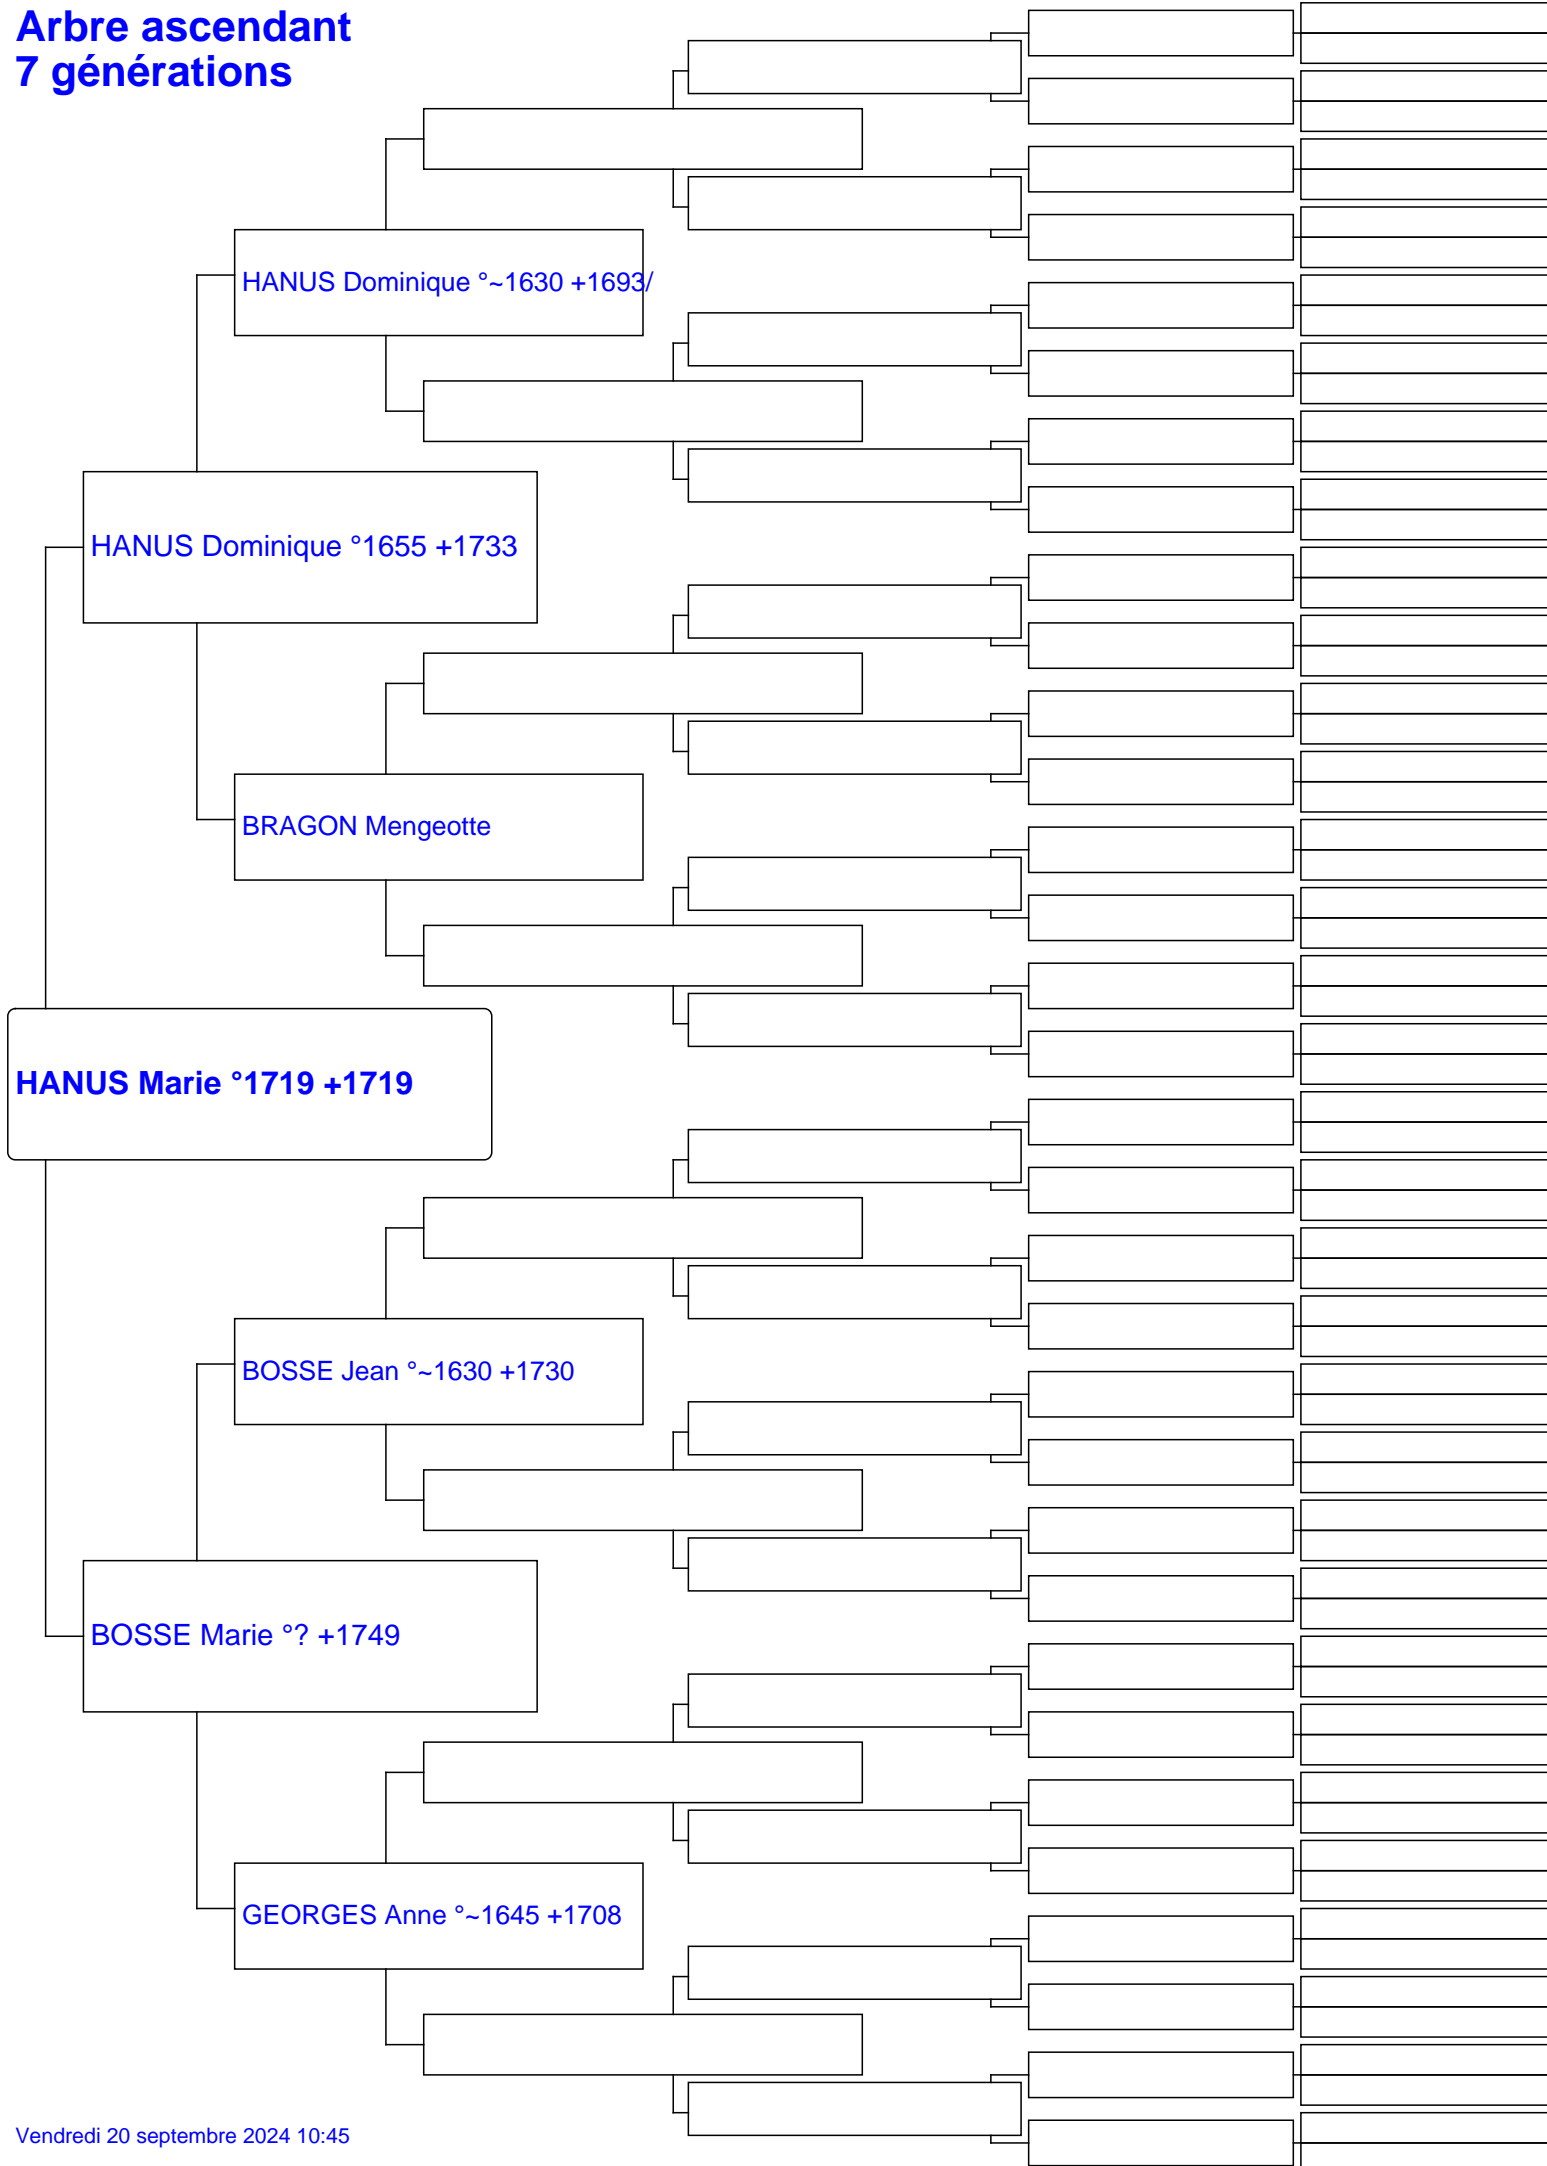 Arbre ascendant
7 générations
HANUS Dominique °~1630 +1693/
HANUS Dominique °1655 +1733
BRAGON Mengeotte
HANUS Marie °1719 +1719
BOSSE Jean °~1630 +1730
BOSSE Marie °? +1749
GEORGES Anne °~1645 +1708
Vendredi 20 septembre 2024 10:45